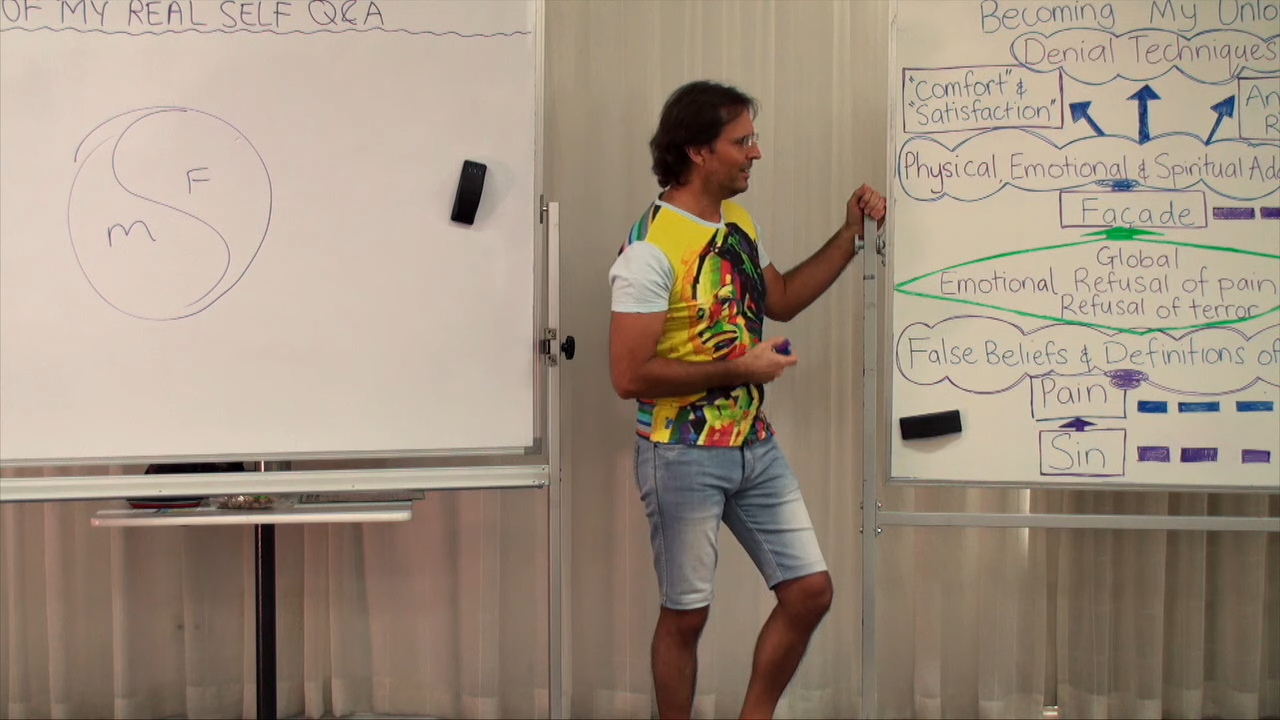 OF MY REAL SELF Q&A
F
m
Becoming My Unlo
Denial Techniques
"Comfort" &
"Satisfaction"
An
R
Physical, Emotional & Spiritual Ad
Façade
Global
Emotional Refusal of pain
Refusal of terror
False Beliefs & Definitions of
Pain
Sin